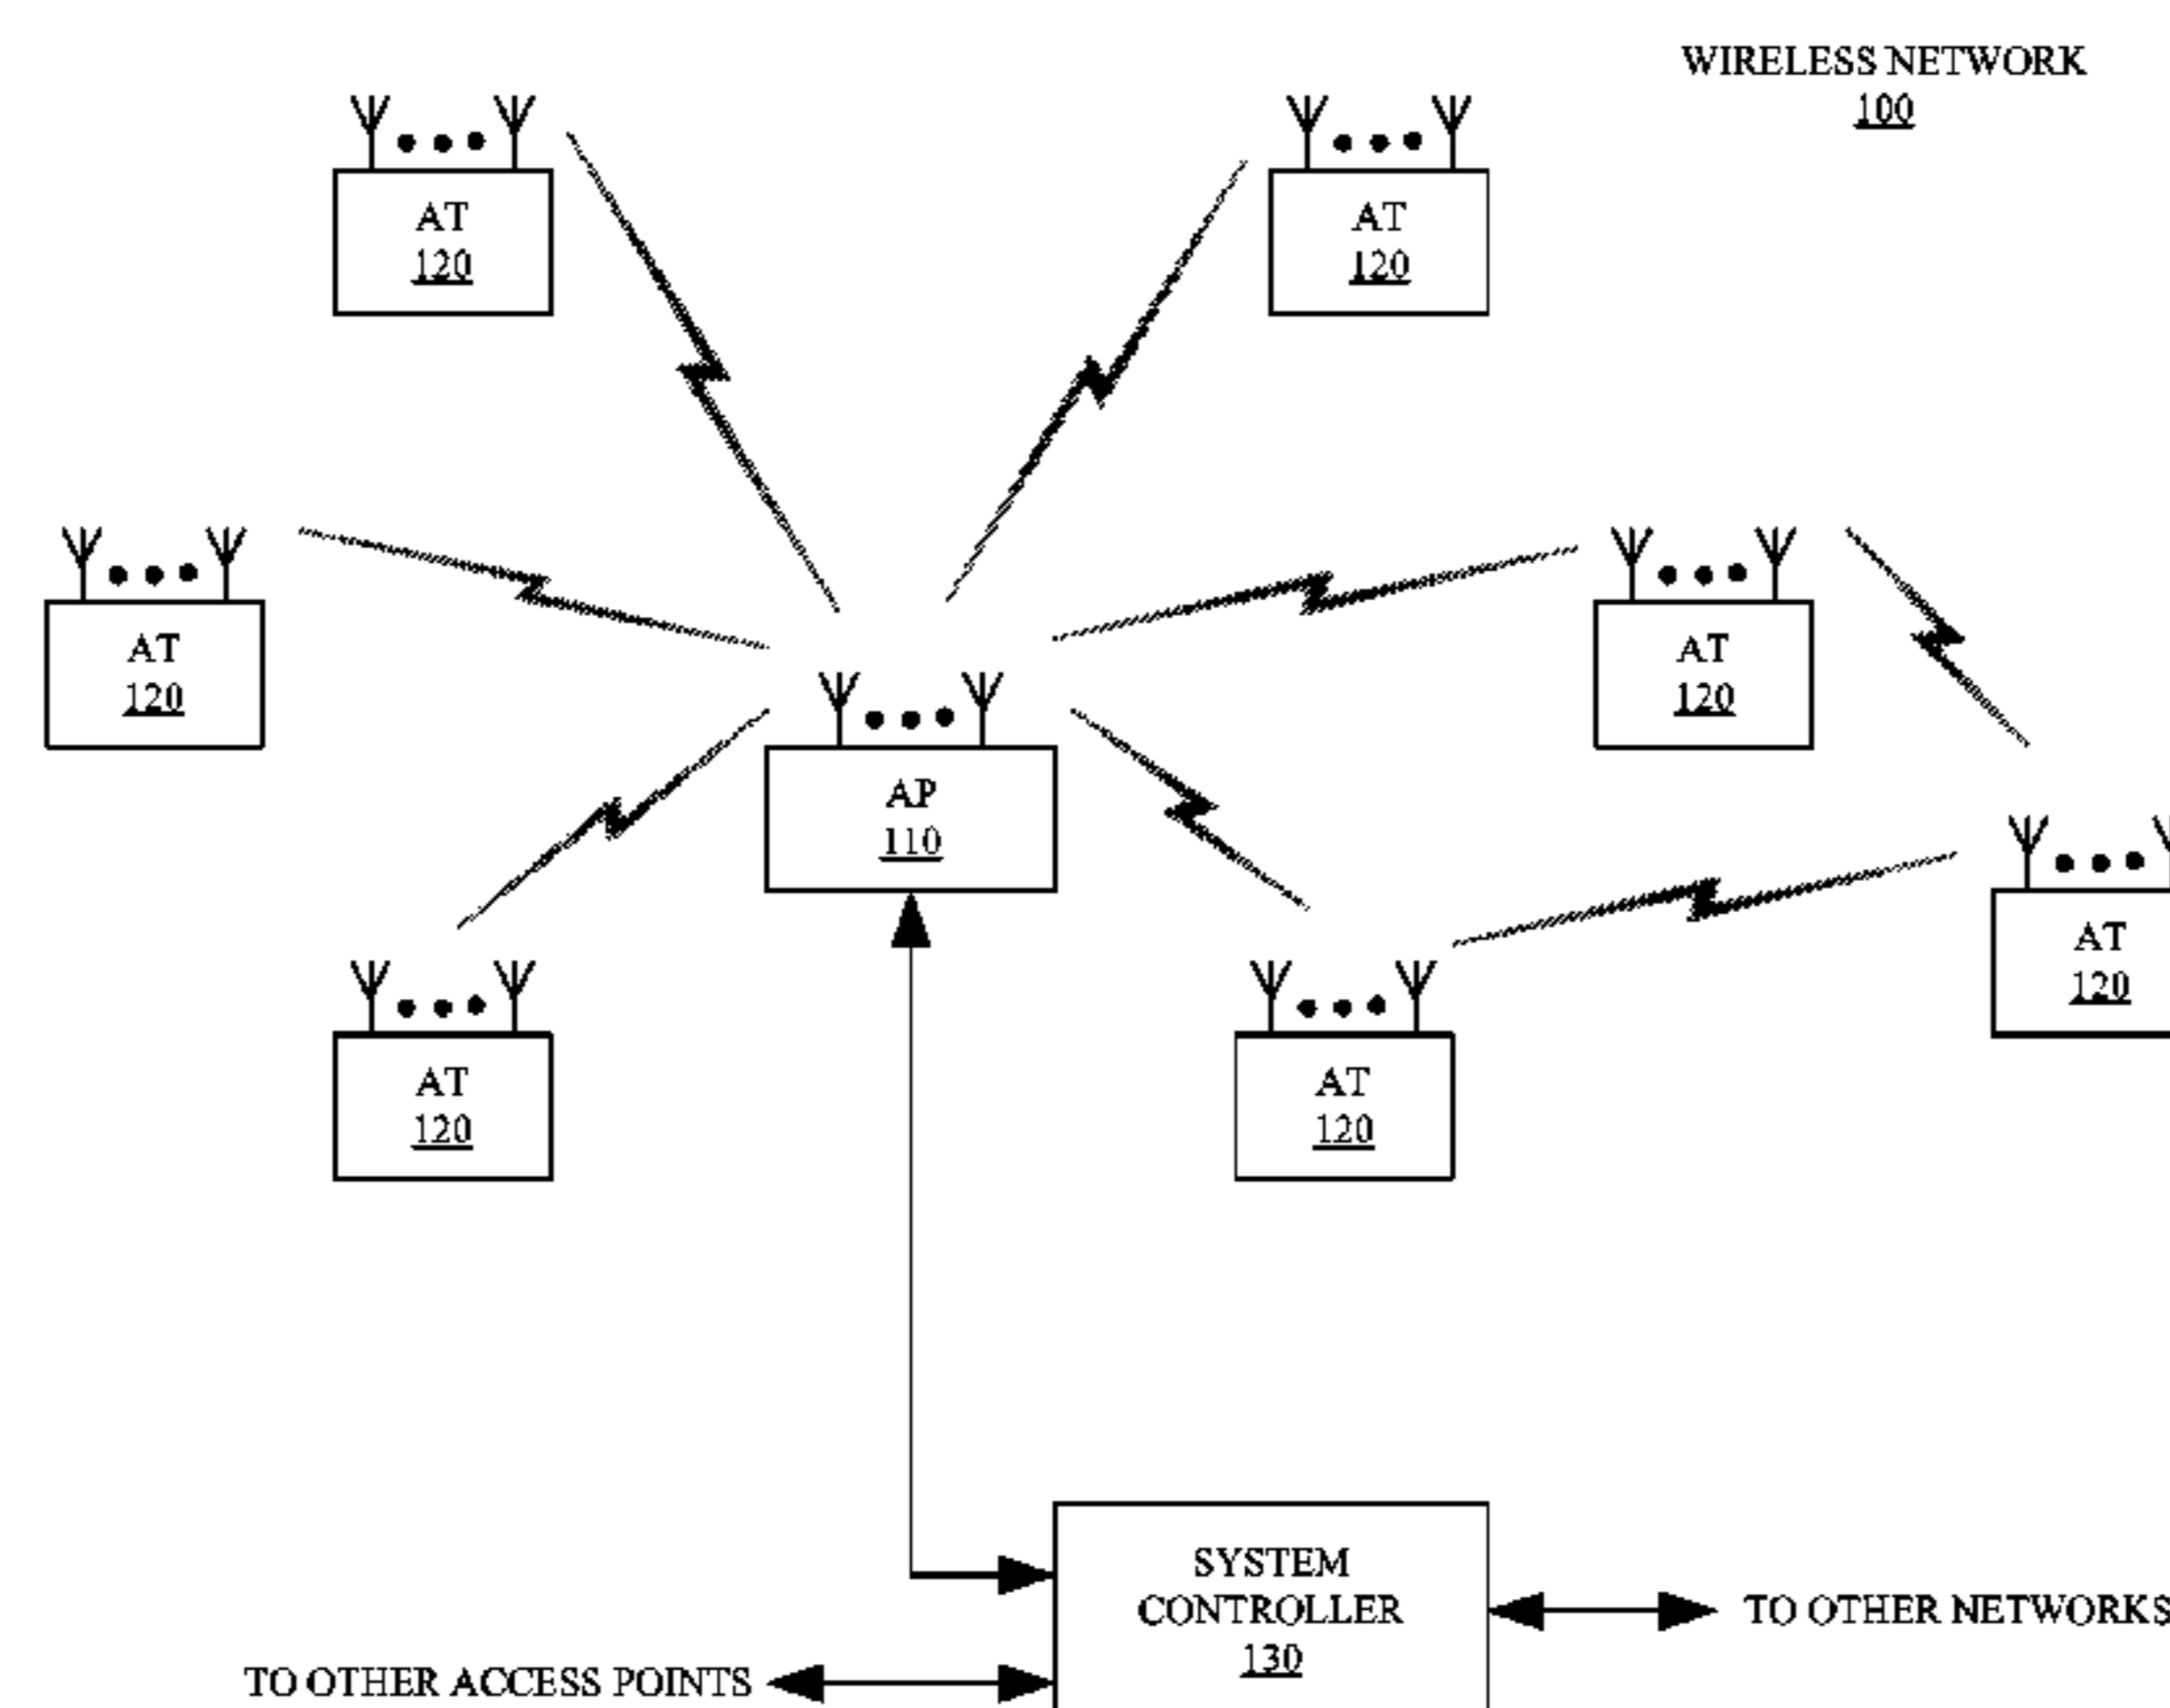 WIRELESS NETWORK
100
AT
120
AT
120
AT
120
AT
120
AP
110
AT
120
AT
120
AT
120
SYSTEM
CONTROLLER
130
TO OTHER NETWORKS
TO OTHER ACCESS POINTS